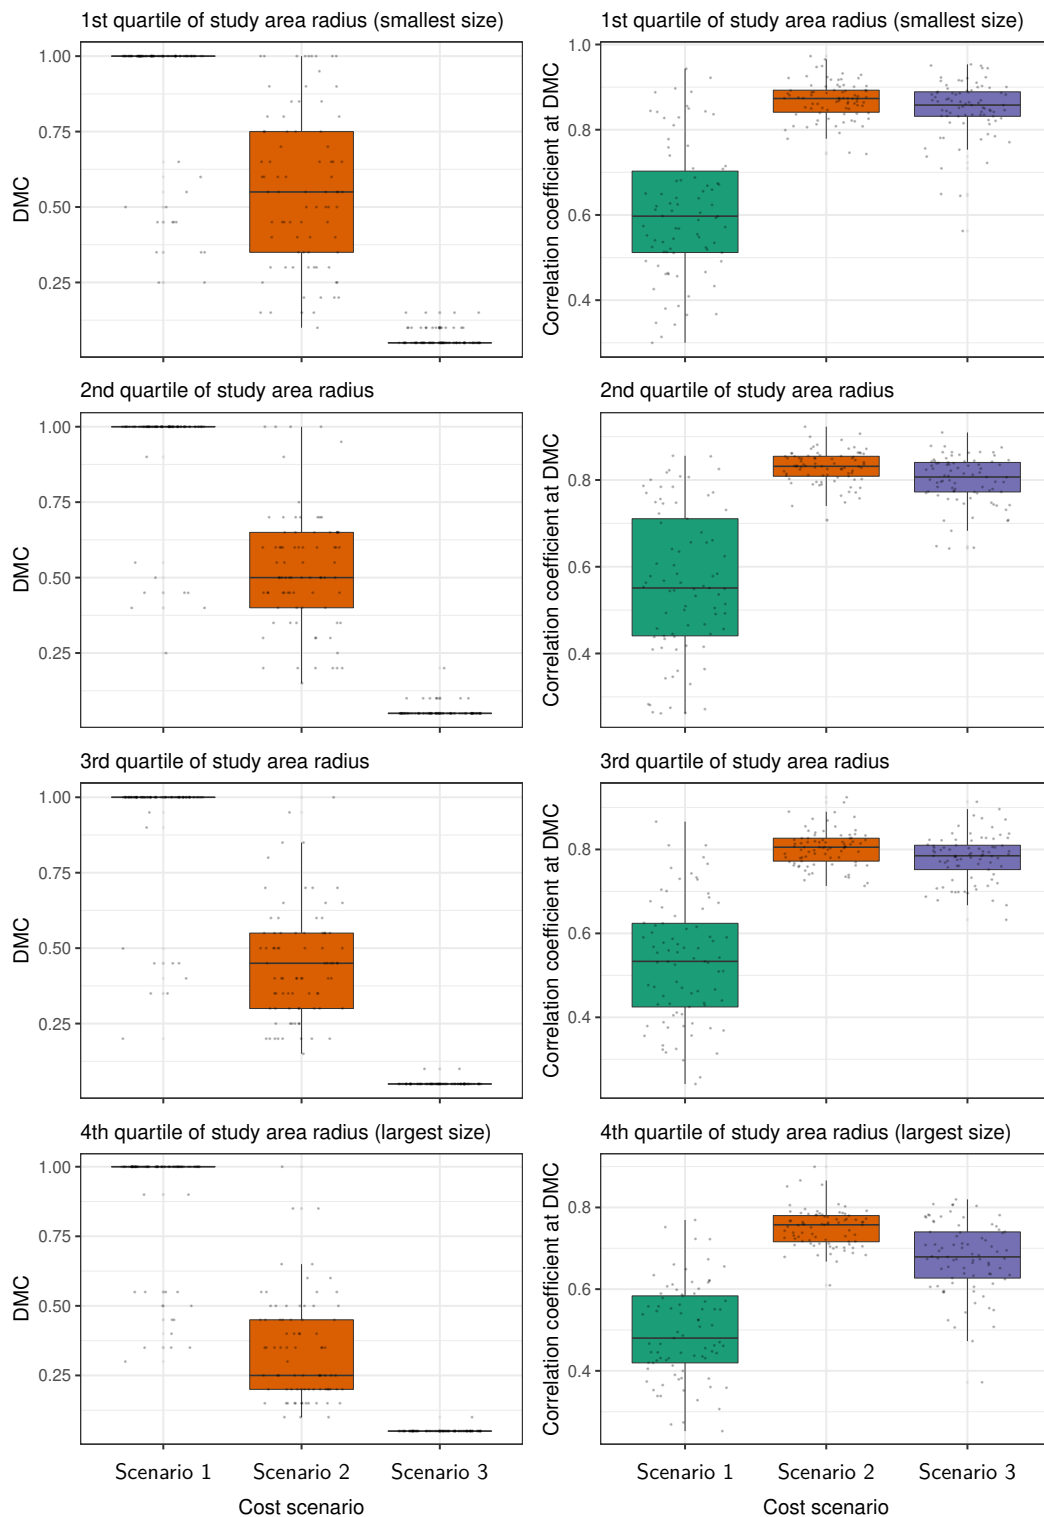 1st quartile of study area radius (smallest size)
1.00
0.75
0.50
0.25
DMC
1st quartile of study area radius (smallest size)
1.0
0.8
0.6
0.4
Correlation coefficient at DMC
2nd quartile of study area radius
1.00
0.75
0.50
0.25
DMC
2nd quartile of study area radius
0.8
0.6
0.4
Correlation coefficient at DMC
3rd quartile of study area radius
1.00
0.75
0.50
0.25
DMC
3rd quartile of study area radius
0.8
0.6
0.4
Correlation coefficient at DMC
4th quartile of study area radius (largest size)
1.00
0.75
0.50
0.25
DMC
Scenario 1 Scenario 2 Scenario 3
Cost scenario
4th quartile of study area radius (largest size)
0.8
0.6
0.4
Correlation coefficient at DMC
Scenario 1 Scenario 2 Scenario 3
Cost scenario